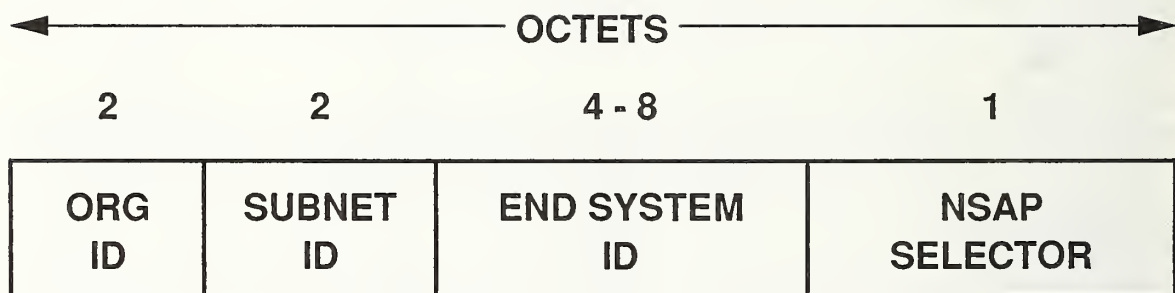 OCTETS
2 2 4 - 8 1
ORG SUBNET END SYSTEM NSAP
ID ID ID SELECTOR